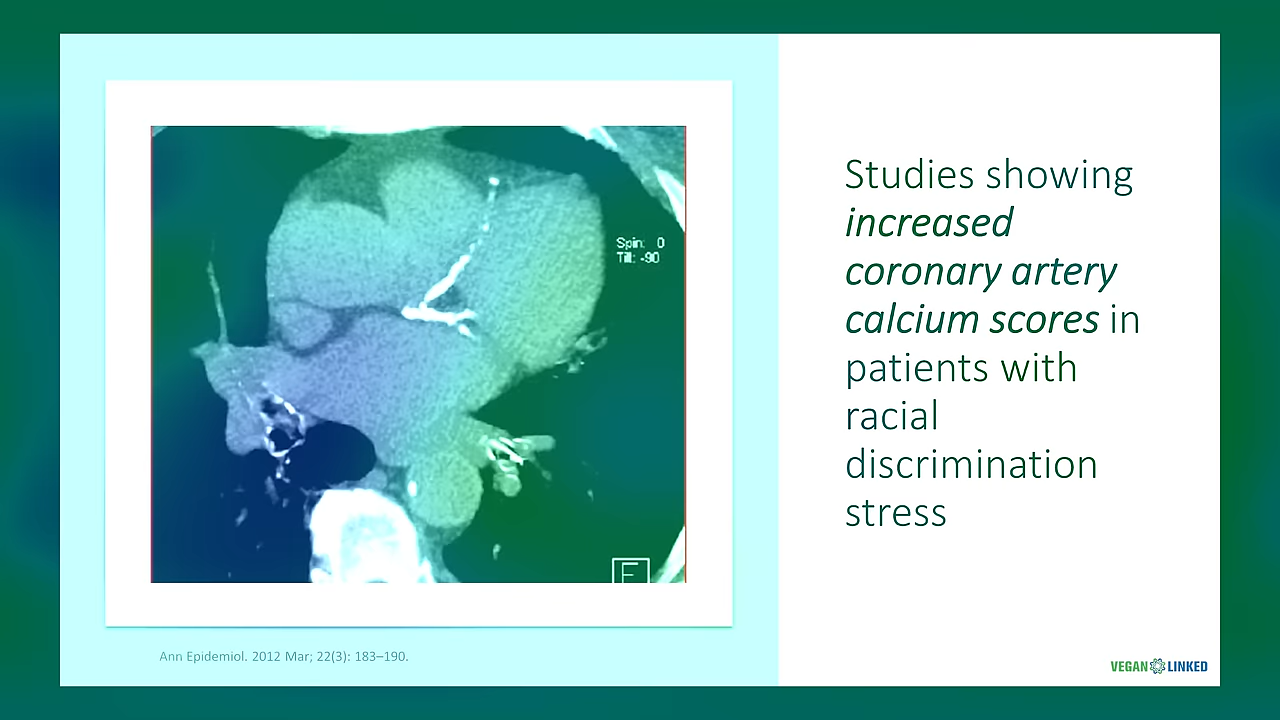 Spin: 0
Tilt: -90
F
Studies showing
increased
coronary artery
calcium scores in
patients with
racial
discrimination
stress
Ann Epidemiol. 2012 Mar; 22(3): 183–190.
VEGAN LINKED